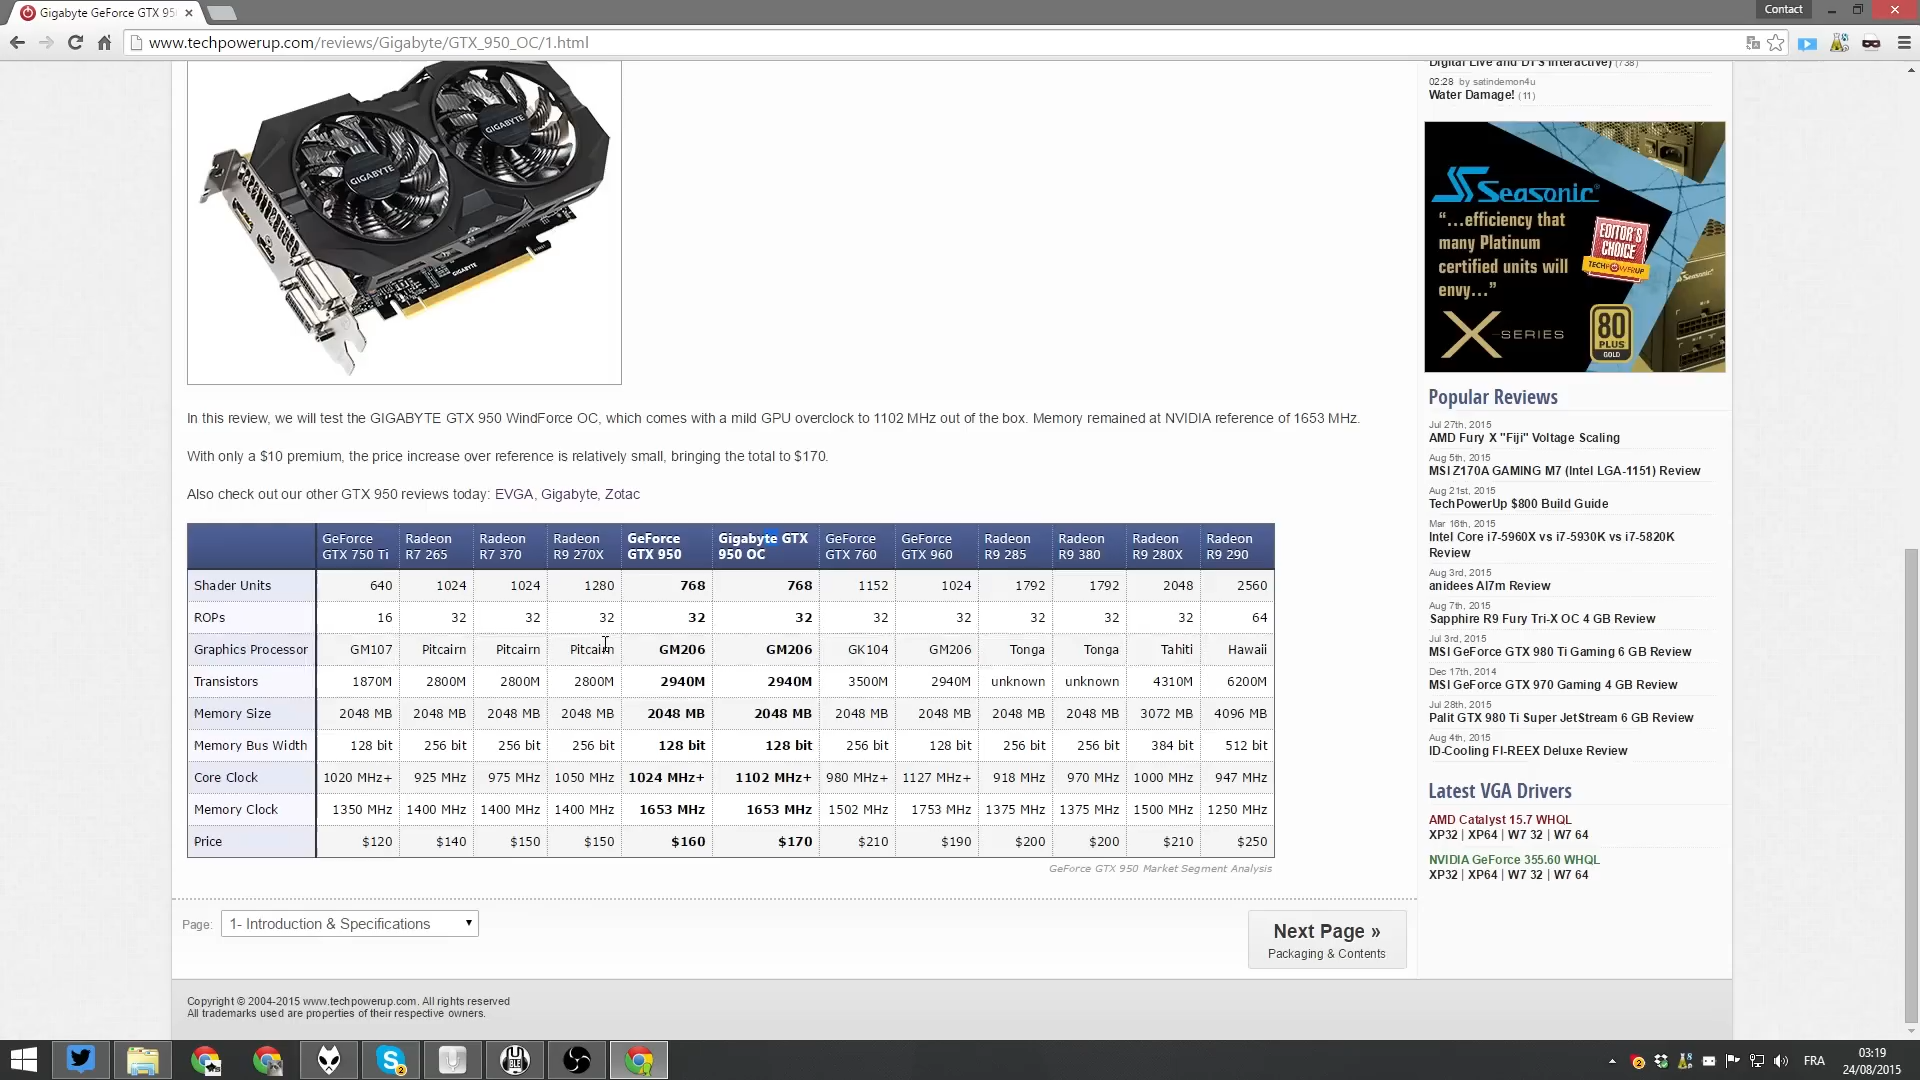 Gigabyte GeForce GTX 95
Contact
www.techpowerup.com/reviews/Gigabyte/GTX_950_OC/1.html
GIGABYTE
GIGABYTE
GIGABYTE
In this review, we will test the GIGABYTE GTX 950 WindForce OC, which comes with a mild GPU overclock to 1102 MHz out of the box. Memory remained at NVIDIA reference of 1653 MHz.
With only a $10 premium, the price increase over reference is relatively small, bringing the total to $170.
Also check out our other GTX 950 reviews today: EVGA, Gigabyte, Zotac
GeForce GTX 750 Ti Radeon R7 265 Radeon R7 370 Radeon R9 270X GeForce GTX 950 Gigabyte GTX 950 OC GeForce GTX 760 GeForce GTX 960 Radeon R9 285 Radeon R9 380 Radeon R9 280X Radeon R9 290
Shader Units 640 1024 1024 1280 768 768 1152 1024 1792 1792 2048 2560
ROPs 16 32 32 32 32 32 32 32 32 32 32 64
Graphics Processor GM107 Pitcairn Pitcairn Pitcairn GM206 GM206 GK104 GM206 Tonga Tonga Tahiti Hawaii
Transistors 1870M 2800M 2800M 2800M 2940M 2940M 3500M 2940M unknown unknown 4310M 6200M
Memory Size 2048 MB 2048 MB 2048 MB 2048 MB 2048 MB 2048 MB 2048 MB 2048 MB 2048 MB 2048 MB 3072 MB 4096 MB
Memory Bus Width 128 bit 256 bit 256 bit 256 bit 128 bit 128 bit 256 bit 128 bit 256 bit 256 bit 384 bit 512 bit
Core Clock 1020 MHz+ 925 MHz 975 MHz 1050 MHz 1024 MHz+ 1102 MHz+ 980 MHz+ 1127 MHz+ 918 MHz 970 MHz 1000 MHz 947 MHz
Memory Clock 1350 MHz 1400 MHz 1400 MHz 1400 MHz 1653 MHz 1653 MHz 1502 MHz 1753 MHz 1375 MHz 1375 MHz 1500 MHz 1250 MHz
Price $120 $140 $150 $150 $160 $170 $210 $190 $200 $200 $210 $250
GeForce GTX 950 Market Segment Analysis
Page: 1- Introduction & Specifications
Next Page »
Packaging & Contents
Copyright © 2004-2015 www.techpowerup.com. All rights reserved
All trademarks used are properties of their respective owners.
Digital Live and DTS Interactive) (738)
02:28 by satindemon4u
Water Damage! (11)
Seasonic®
“...efficiency that
many Platinum
certified units will
envy...”
EDITOR'S
CHOICE
TECHPOWERUP
X-SERIES
80
PLUS
GOLD
Popular Reviews
Jul 27th, 2015
AMD Fury X "Fiji" Voltage Scaling
Aug 5th, 2015
MSI Z170A GAMING M7 (Intel LGA-1151) Review
Aug 21st, 2015
TechPowerUp $800 Build Guide
Mar 16th, 2015
Intel Core i7-5960X vs i7-5930K vs i7-5820K
Review
Aug 3rd, 2015
anidees AI7m Review
Aug 7th, 2015
Sapphire R9 Fury Tri-X OC 4 GB Review
Jul 3rd, 2015
MSI GeForce GTX 980 Ti Gaming 6 GB Review
Dec 17th, 2014
MSI GeForce GTX 970 Gaming 4 GB Review
Jul 28th, 2015
Palit GTX 980 Ti Super JetStream 6 GB Review
Aug 4th, 2015
ID-Cooling FI-REEX Deluxe Review
Latest VGA Drivers
AMD Catalyst 15.7 WHQL
XP32 | XP64 | W7 32 | W7 64
NVIDIA GeForce 355.60 WHQL
XP32 | XP64 | W7 32 | W7 64
FRA
03:19
24/08/2015